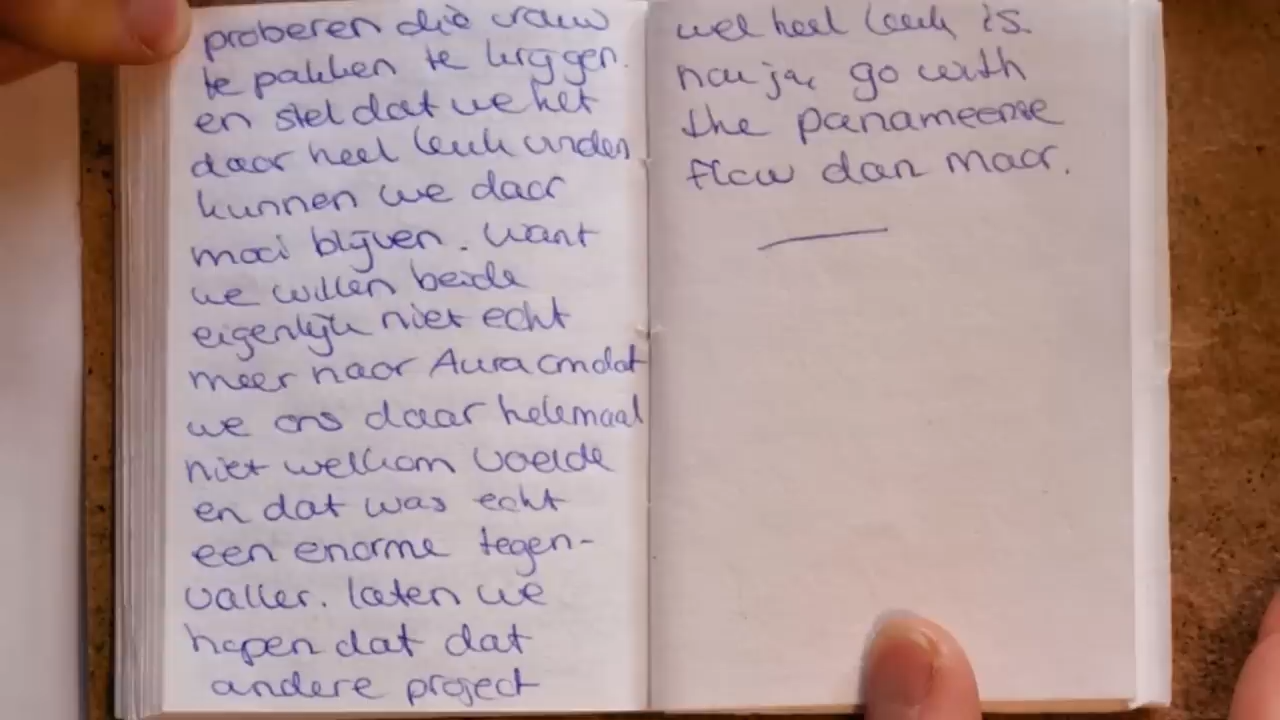 proberen die vrouw
te pakken te krijgen.
en stel dat we het
daar heel leuk vinden
kunnen we daar
mooi blijven. want
we willen beide
eigenlijk niet echt
meer naar Aura omdat
we ons daar helemaal
niet welkom voelde
en dat was echt
een enorme tegen-
valler. laten we
hopen dat dat
andere project
wel heel leuk is.
nou ja, go with
the panameense
flow dan maar.